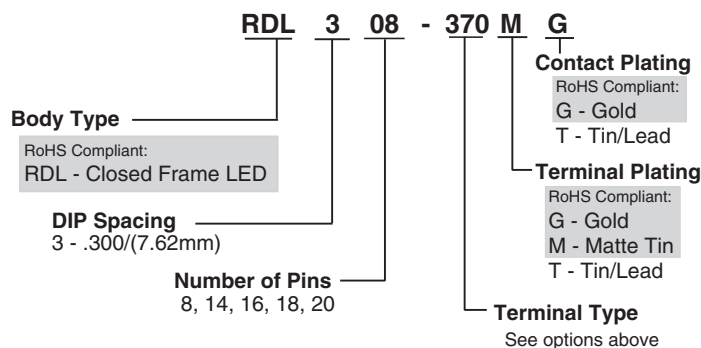 RDL 3 08 - 370 M G
Contact Plating
RoHS Compliant:
G - Gold
T - Tin/Lead
Body Type
RoHS Compliant:
RDL - Closed Frame LED
Terminal Plating
RoHS Compliant:
G - Gold
M - Matte Tin
T - Tin/Lead
DIP Spacing
3 - .300/(7.62mm)
Number of Pins
8, 14, 16, 18, 20
Terminal Type
See options above